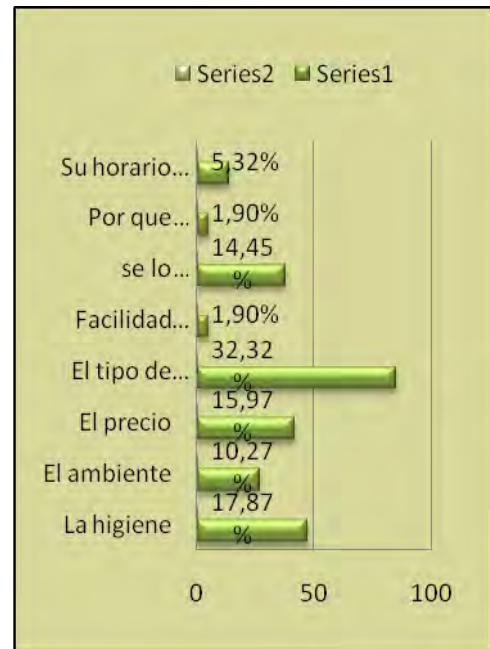 Series2 Series1
Su horario... 5,32%
Por que... 1,90%
se lo... 14,45 %
Facilidad... 1,90%
El tipo de... 32,32 %
El precio 15,97 %
El ambiente 10,27 %
La higiene 17,87 %
0 50 100